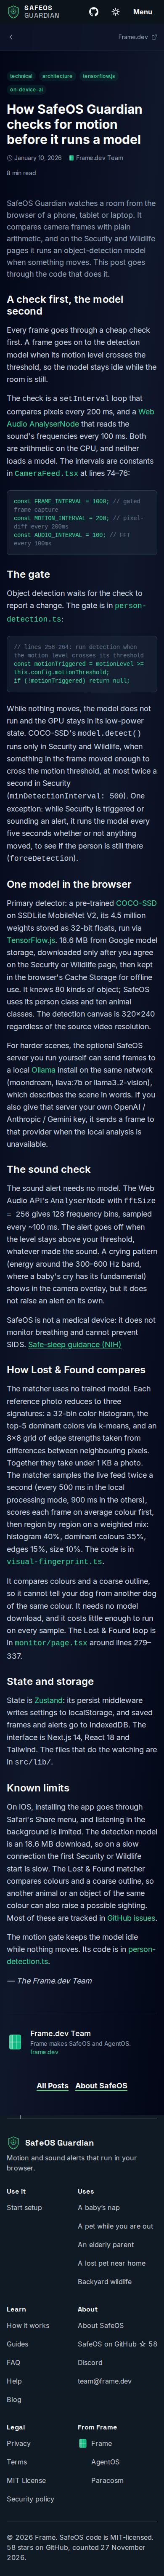 SAFEOS
GUARDIAN
Menu
Frame.dev
technical
architecture
tensorflow.js
on-device-ai
How SafeOS Guardian
checks for motion
before it runs a model
January 10, 2026
Frame.dev Team
8 min read
SafeOS Guardian watches a room from the
browser of a phone, tablet or laptop. It
compares camera frames with plain
arithmetic, and on the Security and Wildlife
pages it runs an object-detection model
when something moves. This post goes
through the code that does it.
A check first, the model
second
Every frame goes through a cheap check
first. A frame goes on to the detection
model when its motion level crosses the
threshold, so the model stays idle while the
room is still.
The check is a setInterval loop that
compares pixels every 200 ms, and a Web
Audio AnalyserNode that reads the
sound's frequencies every 100 ms. Both
are arithmetic on the CPU, and neither
loads a model. The intervals are constants
in CameraFeed.tsx at lines 74–76:
const FRAME_INTERVAL = 1000; // gated
frame capture
const MOTION_INTERVAL = 200; // pixel
diff every 200ms
const AUDIO_INTERVAL = 100; // FFT
every 100ms
The gate
Object detection waits for the check to
report a change. The gate is in person-
detection.ts:
// lines 258-264: run detection when
the motion level crosses its threshold
const motionTriggered = motionLevel >=
this.config.motionThreshold;
if (!motionTriggered) return null;
While nothing moves, the model does not
run and the GPU stays in its low-power
state. COCO-SSD's model.detect()
runs only in Security and Wildlife, when
something in the frame moved enough to
cross the motion threshold, at most twice a
second in Security
(minDetectionInterval: 500). One
exception: while Security is triggered or
sounding an alert, it runs the model every
five seconds whether or not anything
moved, to see if the person is still there
(forceDetection).
One model in the browser
Primary detector: a pre-trained COCO-SSD
on SSDLite MobileNet V2, its 4.5 million
weights stored as 32-bit floats, run via
TensorFlow.js. 18.6 MB from Google model
storage, downloaded only after you open
the Security or Wildlife page, then kept
in the browser's Cache Storage for offline
use. It knows 80 kinds of object; SafeOS
uses its person class and ten animal
classes. The detection canvas is 320×240
regardless of the source video resolution.
For harder scenes, the optional SafeOS
server you run yourself can send frames to
a local Ollama install on the same network
(moondream, llava:7b or llama3.2-vision),
which describes the scene in words. If you
also give that server your own OpenAI /
Anthropic / Gemini key, it sends a frame to
that provider when the local analysis is
unavailable.
The sound check
The sound alert needs no model. The Web
Audio API's AnalyserNode with fftSize
= 256 gives 128 frequency bins, sampled
every ~100 ms. The alert goes off when
the level stays above your threshold,
whatever made the sound. A crying pattern
(energy around the 300–600 Hz band,
where a baby's cry has its fundamental)
shows in the camera overlay, but it does
not raise an alert on its own.
SafeOS is not a medical device: it does not
monitor breathing and cannot prevent
SIDS. Safe-sleep guidance (NIH)
How Lost & Found compares
The matcher uses no trained model. Each
reference photo reduces to three
signatures: a 32-bin color histogram, the
top-5 dominant colors via k-means, and an
8×8 grid of edge strengths taken from
differences between neighbouring pixels.
Together they take under 1 KB a photo.
The matcher samples the live feed twice a
second (every 500 ms in the local
processing mode, 900 ms in the others),
scores each frame on average colour first,
then region by region on a weighted mix:
histogram 40%, dominant colours 35%,
edges 15%, size 10%. The code is in
visual-fingerprint.ts.
It compares colours and a coarse outline,
so it cannot tell your dog from another dog
of the same colour. It needs no model
download, and it costs little enough to run
on every sample. The Lost & Found loop is
in monitor/page.tsx around lines 279–
337.
State and storage
State is Zustand: its persist middleware
writes settings to localStorage, and saved
frames and alerts go to IndexedDB. The
interface is Next.js 14, React 18 and
Tailwind. The files that do the watching are
in src/lib/.
Known limits
On iOS, installing the app goes through
Safari's Share menu, and listening in the
background is limited. The detection model
is an 18.6 MB download, so on a slow
connection the first Security or Wildlife
start is slow. The Lost & Found matcher
compares colours and coarse outlines, so
another animal or an object of the same
colour can also raise a possible sighting.
Most of these are tracked in GitHub issues.
The motion gate keeps the model idle
while nothing moves. Its code is in person-
detection.ts.
— The Frame.dev Team
Frame.dev Team
Frame makes SafeOS and AgentOS.
frame.dev
All Posts
About SafeOS
SafeOS Guardian
Motion and sound alerts that run in your
browser.
Use it
Start setup
Uses
A baby's nap
A pet while you are out
An elderly parent
A lost pet near home
Backyard wildlife
Learn
How it works
Guides
FAQ
Help
Blog
About
About SafeOS
SafeOS on GitHub ☆ 58
Discord
team@frame.dev
Legal
Privacy
Terms
MIT License
Security policy
From Frame
Frame
AgentOS
Paracosm
© 2026 Frame. SafeOS code is MIT-licensed.
58 stars on GitHub, counted 27 November
2026.